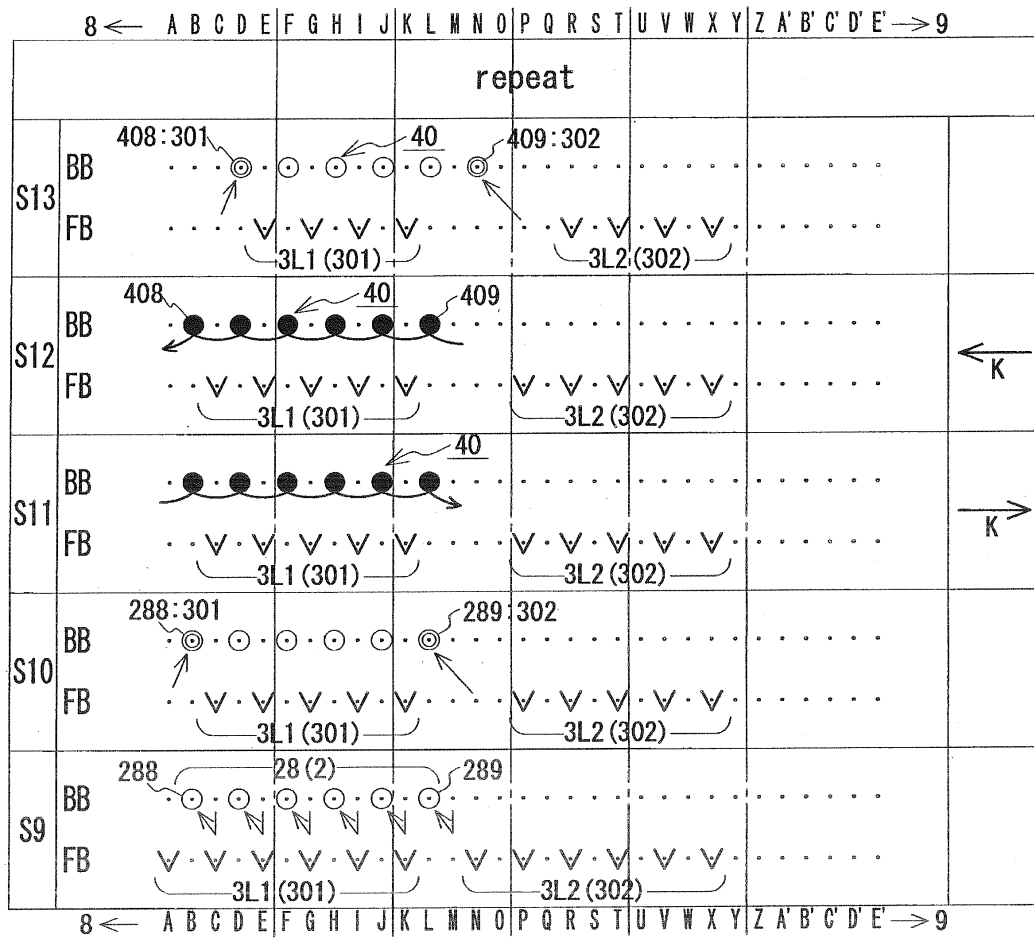 8 ← A B C D E F G H I J K L M N O P Q R S T U V W X Y Z A' B' C' D' E' → 9
repeat
408:301 40 409:302
S13 BB
FB
3L1(301) 3L2(302)
408 40 409
S12 BB
FB
K
3L1(301) 3L2(302)
40
S11 BB
FB
K
3L1(301) 3L2(302)
288:301 289:302
S10 BB
FB
3L1(301) 3L2(302)
288 28(2) 289
S9 BB
FB
3L1(301) 3L2(302)
8 ← A B C D E F G H I J K L M N O P Q R S T U V W X Y Z A' B' C' D' E' → 9